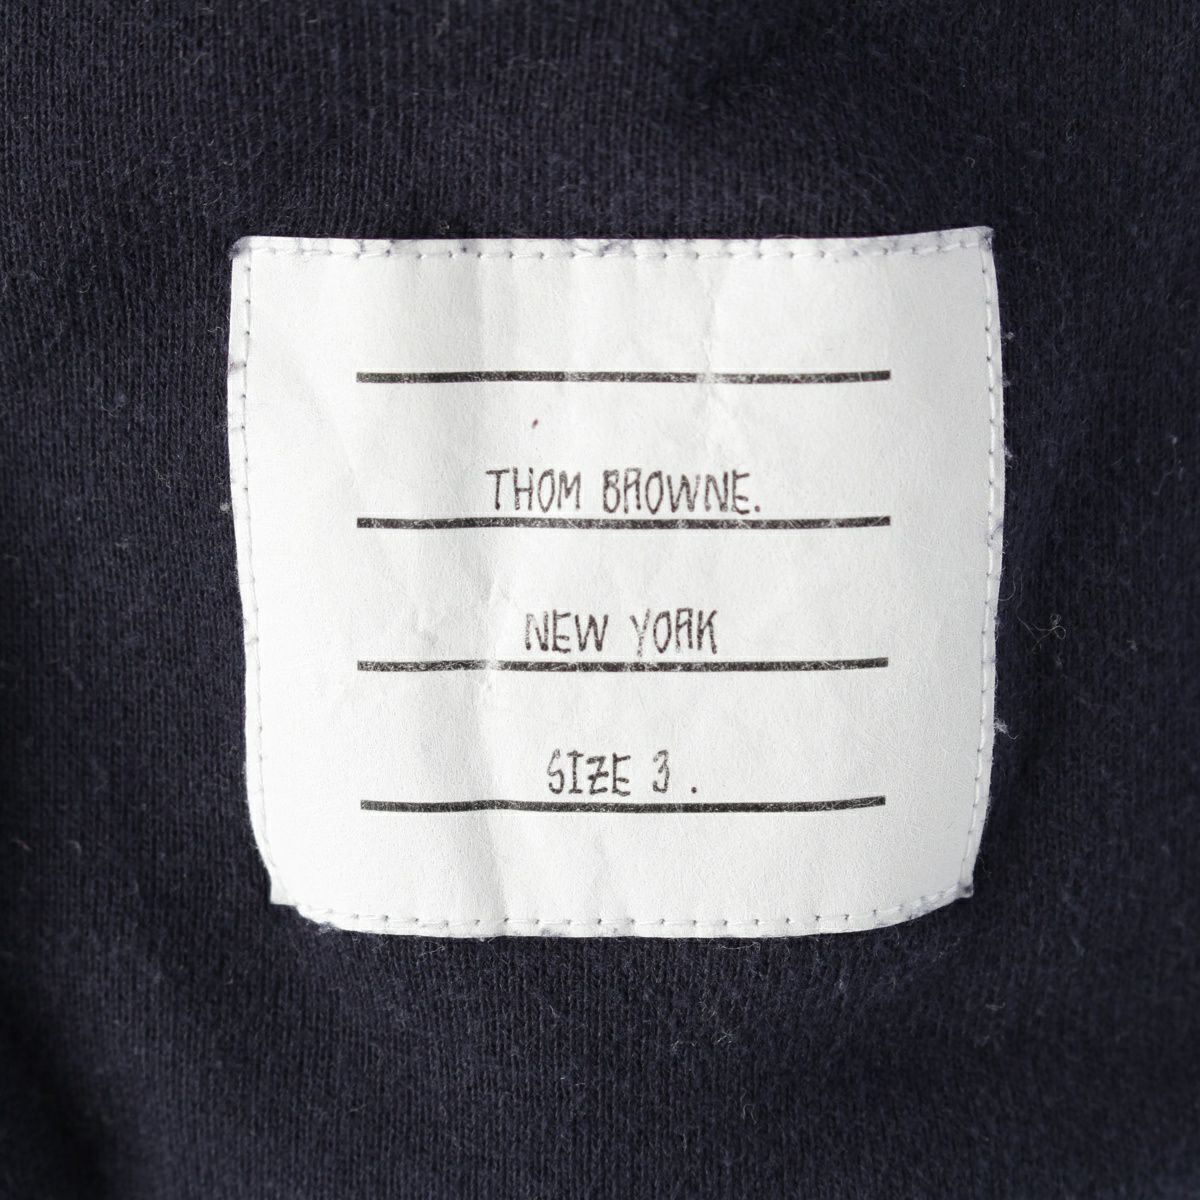 THOM BROWNE.
NEW YORK
SIZE 3 .